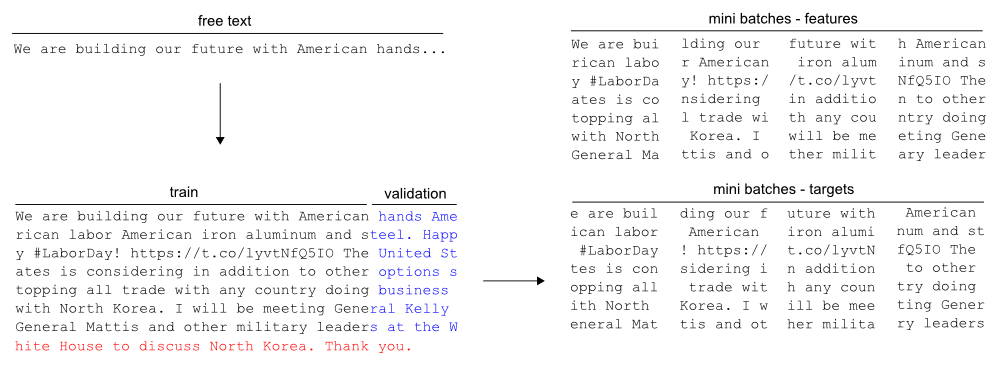 free text
We are building our future with American hands...
train
validation
We are building our future with American hands Ame
rican labor American iron aluminum and steel. Happ
y #LaborDay! https://t.co/lyvtNfQ5IO The United St
ates is considering in addition to other options s
topping all trade with any country doing business
with North Korea. I will be meeting General Kelly
General Mattis and other military leaders at the W
hite House to discuss North Korea. Thank you.
mini batches - features
We are bui lding our future wit h American
rican labo r American iron alum inum and s
y #LaborDa y! https:/ /t.co/lyvt NfQ5IO The
ates is co nsidering in additio n to other
topping al l trade wi th any cou ntry doing
with North Korea. I will be me eting Gene
General Ma ttis and o ther milit ary leader
mini batches - targets
e are buil ding our f uture with American
ican labor American iron alumi num and st
#LaborDay ! https:// t.co/lyvtN fQ5IO The
tes is con sidering i n addition to other
opping all trade wit h any coun try doing
ith North Korea. I w ill be mee ting Gener
eneral Mat tis and ot her milita ry leaders